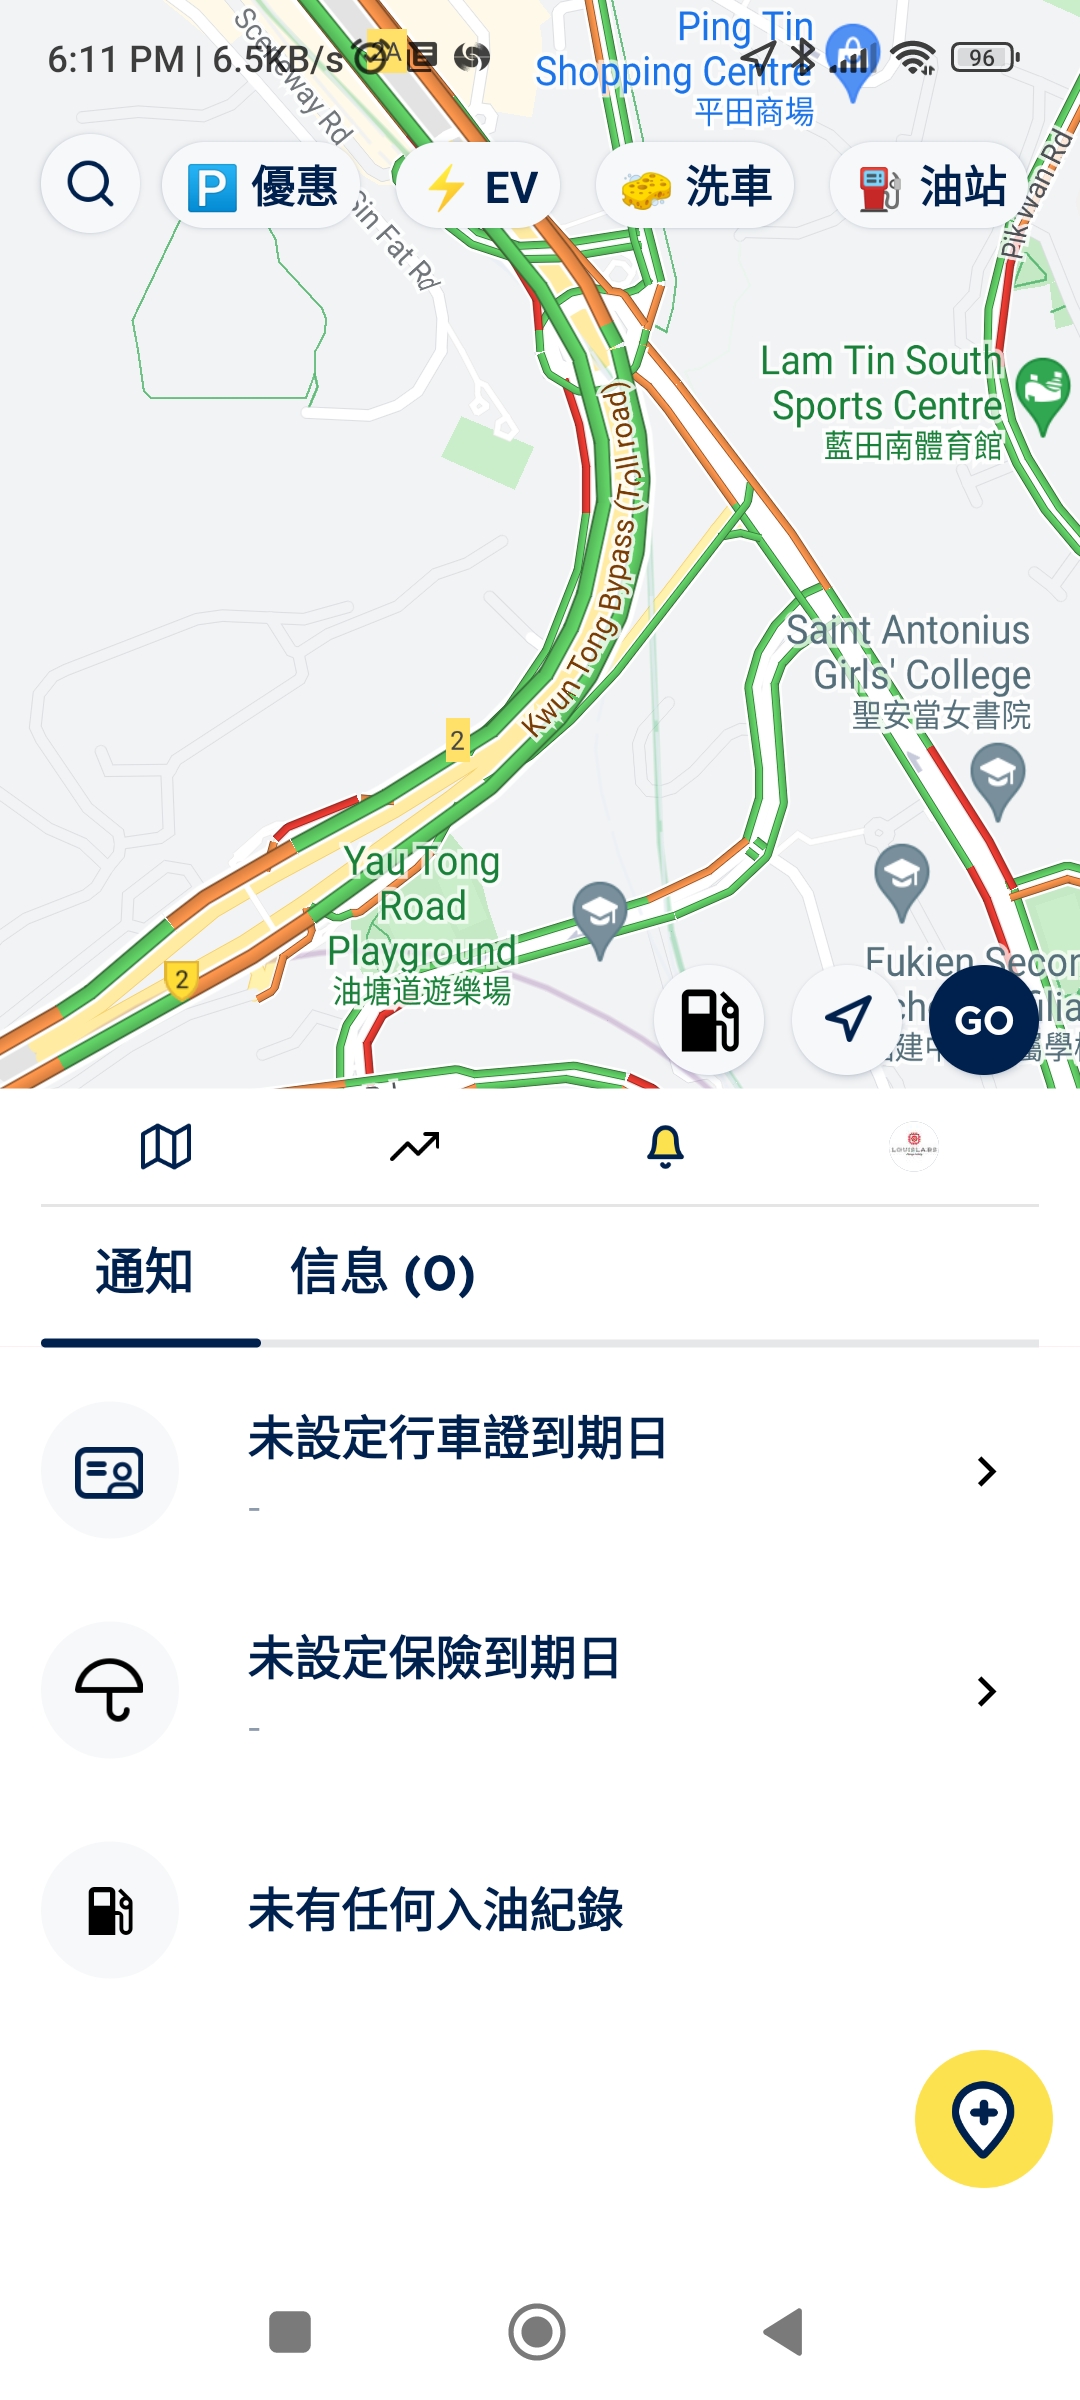 6:11 PM | 6.5KB/s
2A
96
Sceneway Rd
Ping Tin
Shopping Centre
平田商場
P 優惠
EV
洗車
油站
Sin Fat Rd
Pik Wan Rd
Lam Tin South
Sports Centre
藍田南體育館
Kwun Tong Bypass (Toll road)
Saint Antonius
Girls' College
聖安當女書院
2
Yau Tong
Road
Playground
油塘道遊樂場
2
Fukien Secon
GO
通知
信息 (0)
未設定行車證到期日
-
未設定保險到期日
-
未有任何入油紀錄